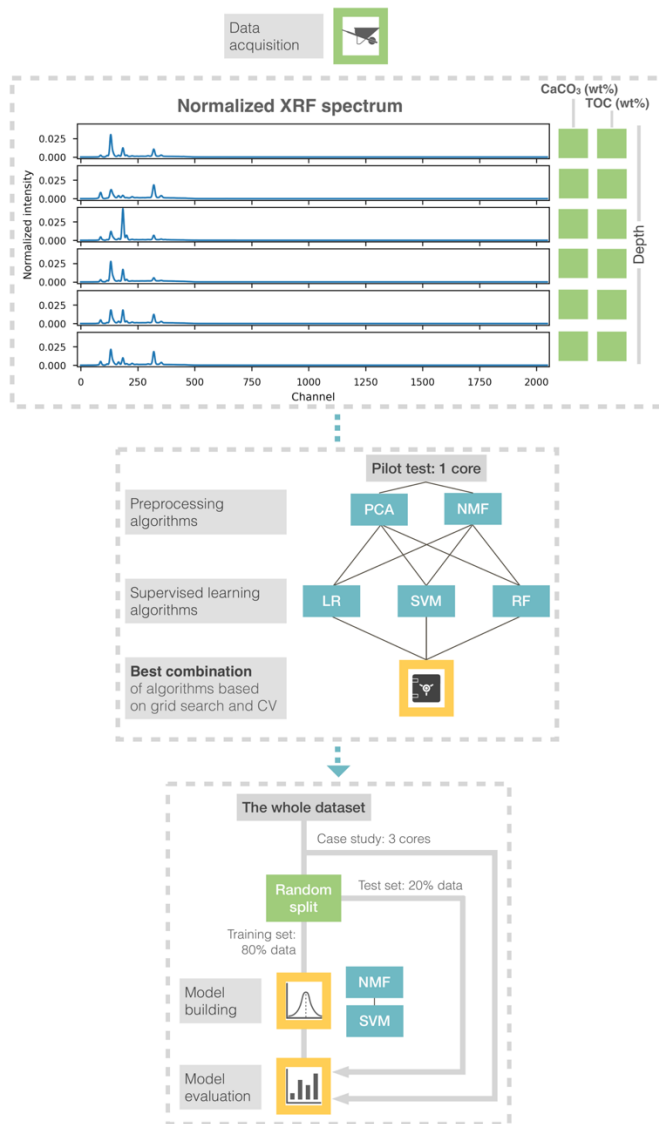 Data
acquisition
Normalized XRF spectrum
CaCO₃ (wt%)
TOC (wt%)
Normalized intensity
0.025
0.000
0.025
0.000
0.025
0.000
0.025
0.000
0.025
0.000
0.025
0.000
0 250 500 750 1000 1250 1500 1750 2000
Channel
Depth
Pilot test: 1 core
Preprocessing
algorithms
PCA NMF
Supervised learning
algorithms
LR SVM RF
Best combination
of algorithms based
on grid search and CV
The whole dataset
Case study: 3 cores
Random
split
Test set: 20% data
Training set:
80% data
Model
building
NMF
SVM
Model
evaluation